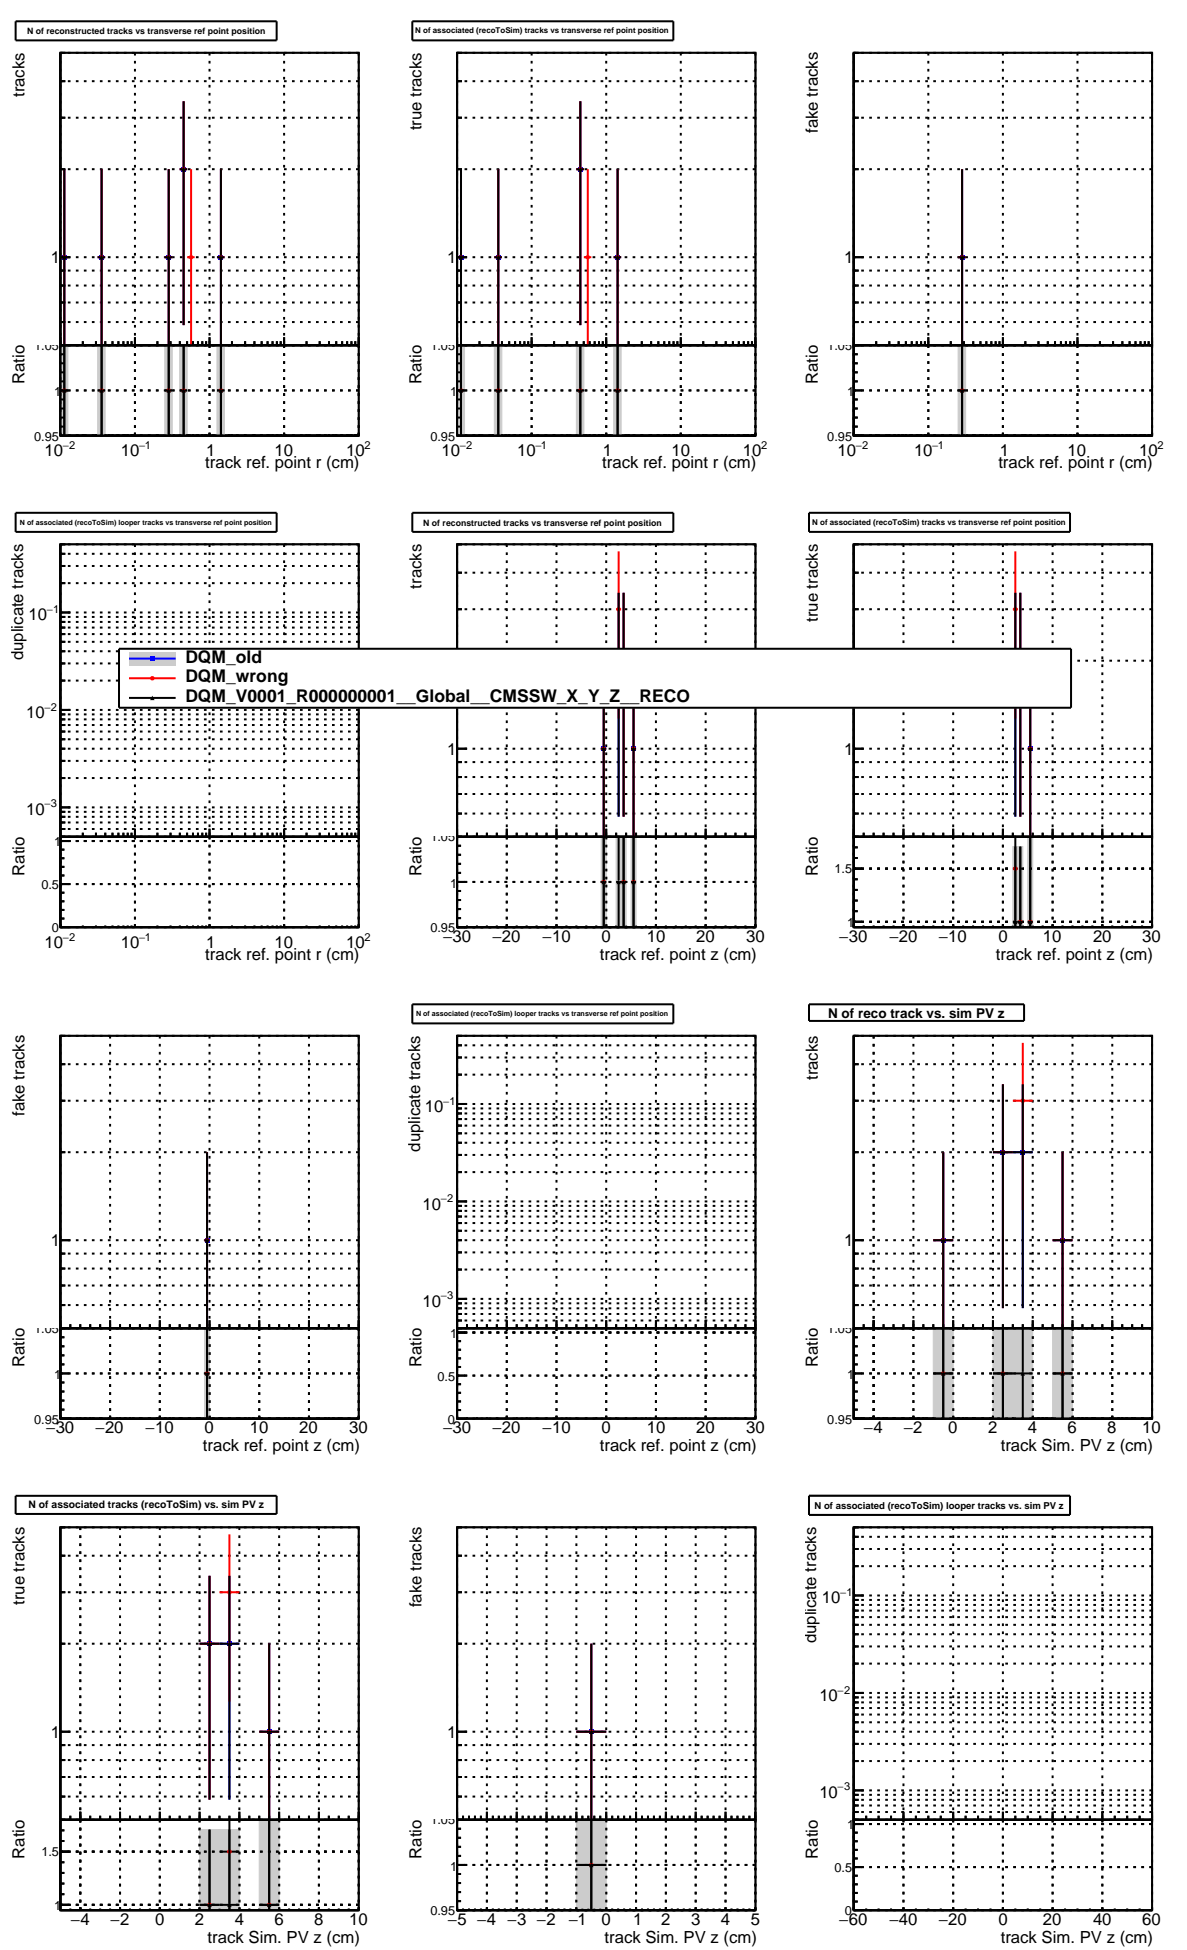 N of reconstructed tracks vs transverse ref point position
tracks
1
Ratio
1.05
1
0.95
10−2 10−1 1 10 102
track ref. point r (cm)
N of associated (recoToSim) tracks vs transverse ref point position
true tracks
1
Ratio
1.05
1
0.95
10−2 10−1 1 10 102
track ref. point r (cm)
fake tracks
1
Ratio
1.05
1
0.95
10−2 10−1 1 10 102
track ref. point r (cm)
N of associated (recoToSim) looper tracks vs transverse ref point position
duplicate tracks
10−1
10−2
10−3
Ratio
1
0.5
0
10−2 10−1 1 10 102
track ref. point r (cm)
N of reconstructed tracks vs transverse ref point position
tracks
1
Ratio
1.05
1
0.95
−30 −20 −10 0 10 20 30
track ref. point z (cm)
N of associated (recoToSim) tracks vs transverse ref point position
true tracks
1
Ratio
1.5
1
−30 −20 −10 0 10 20 30
track ref. point z (cm)
DQM_old
DQM_wrong
DQM_V0001_R000000001__Global__CMSSW_X_Y_Z__RECO
fake tracks
1
Ratio
1.05
1
0.95
−30 −20 −10 0 10 20 30
track ref. point z (cm)
N of associated (recoToSim) looper tracks vs transverse ref point position
duplicate tracks
10−1
10−2
10−3
Ratio
1
0.5
0
−30 −20 −10 0 10 20 30
track ref. point z (cm)
N of reco track vs. sim PV z
tracks
1
Ratio
1.05
1
0.95
−4 −2 0 2 4 6 8 10
track Sim. PV z (cm)
N of associated tracks (recoToSim) vs. sim PV z
true tracks
1
Ratio
1.5
1
−4 −2 0 2 4 6 8 10
track Sim. PV z (cm)
fake tracks
1
Ratio
1.05
1
0.95
−5 −4 −3 −2 −1 0 1 2 3 4 5
track Sim. PV z (cm)
N of associated (recoToSim) looper tracks vs. sim PV z
duplicate tracks
10−1
10−2
10−3
Ratio
1
0.5
0
−60 −40 −20 0 20 40 60
track Sim. PV z (cm)